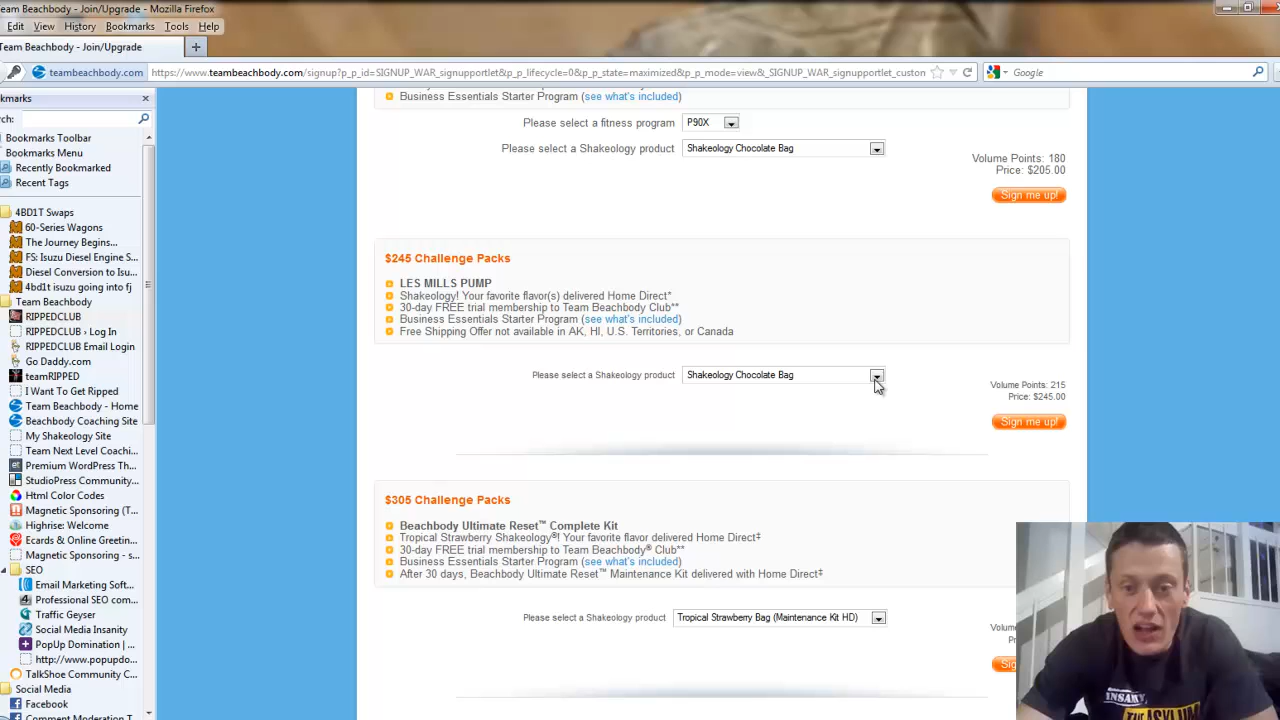 Team Beachbody - Join/Upgrade - Mozilla Firefox
Edit View History Bookmarks Tools Help
Team Beachbody - Join/Upgrade
teambeachbody.com https://www.teambeachbody.com/signup?p_p_id=SIGNUP_WAR_signupportlet&p_p_lifecycle=0&p_p_state=maximized&p_p_mode=view&_SIGNUP_WAR_signupportlet_custon Google
kmarks
rch:
Bookmarks Toolbar
Bookmarks Menu
Recently Bookmarked
Recent Tags
4BD1T Swaps
60-Series Wagons
The Journey Begins...
FS: Isuzu Diesel Engine S...
Diesel Conversion to Isu...
4bd1t isuzu going into fj
Team Beachbody
RIPPEDCLUB
RIPPEDCLUB › Log In
RIPPEDCLUB Email Login
Go Daddy.com
teamRIPPED
I Want To Get Ripped
Team Beachbody - Home
Beachbody Coaching Site
My Shakeology Site
Team Next Level Coachi...
Premium WordPress Th...
StudioPress Community...
Html Color Codes
Magnetic Sponsoring (T...
Highrise: Welcome
Ecards & Online Greetin...
Magnetic Sponsoring - s...
SEO
Email Marketing Soft...
Professional SEO com...
Traffic Geyser
Social Media Insanity
PopUp Domination | ...
http://www.popupdo...
TalkShoe Community C...
Social Media
Facebook
Comment Moderation T...
Business Essentials Starter Program (see what's included)
Please select a fitness program P90X
Please select a Shakeology product Shakeology Chocolate Bag
Volume Points: 180
Price: $205.00
Sign me up!
$245 Challenge Packs
LES MILLS PUMP
Shakeology! Your favorite flavor(s) delivered Home Direct*
30-day FREE trial membership to Team Beachbody Club**
Business Essentials Starter Program (see what's included)
Free Shipping Offer not available in AK, HI, U.S. Territories, or Canada
Please select a Shakeology product Shakeology Chocolate Bag
Volume Points: 215
Price: $245.00
Sign me up!
$305 Challenge Packs
Beachbody Ultimate Reset™ Complete Kit
Tropical Strawberry Shakeology®! Your favorite flavor delivered Home Direct‡
30-day FREE trial membership to Team Beachbody® Club**
Business Essentials Starter Program (see what's included)
After 30 days, Beachbody Ultimate Reset™ Maintenance Kit delivered with Home Direct‡
Please select a Shakeology product Tropical Strawberry Bag (Maintenance Kit HD)
Volum
Pr
Sig
INSANITY
THE ASYLUM